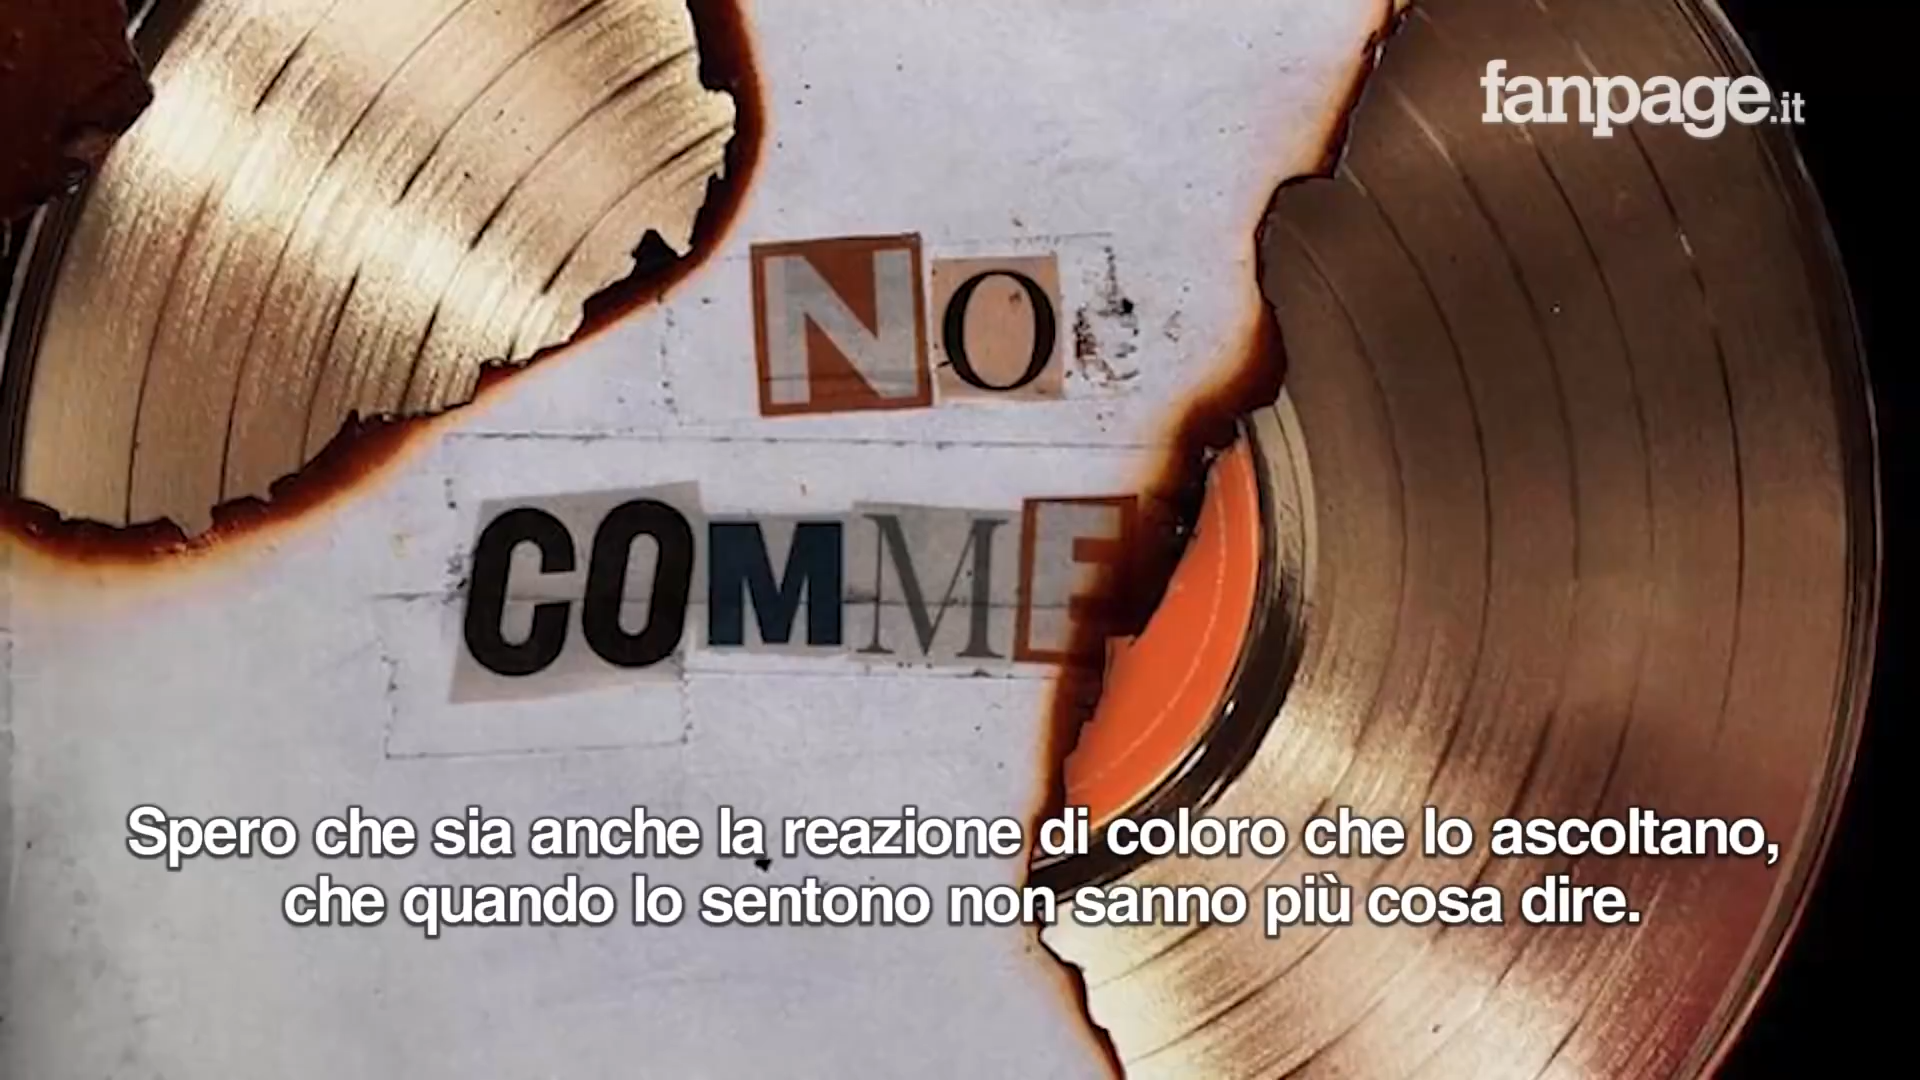 fanpage.it
NO
COMME
Spero che sia anche la reazione di coloro che lo ascoltano,
che quando lo sentono non sanno più cosa dire.